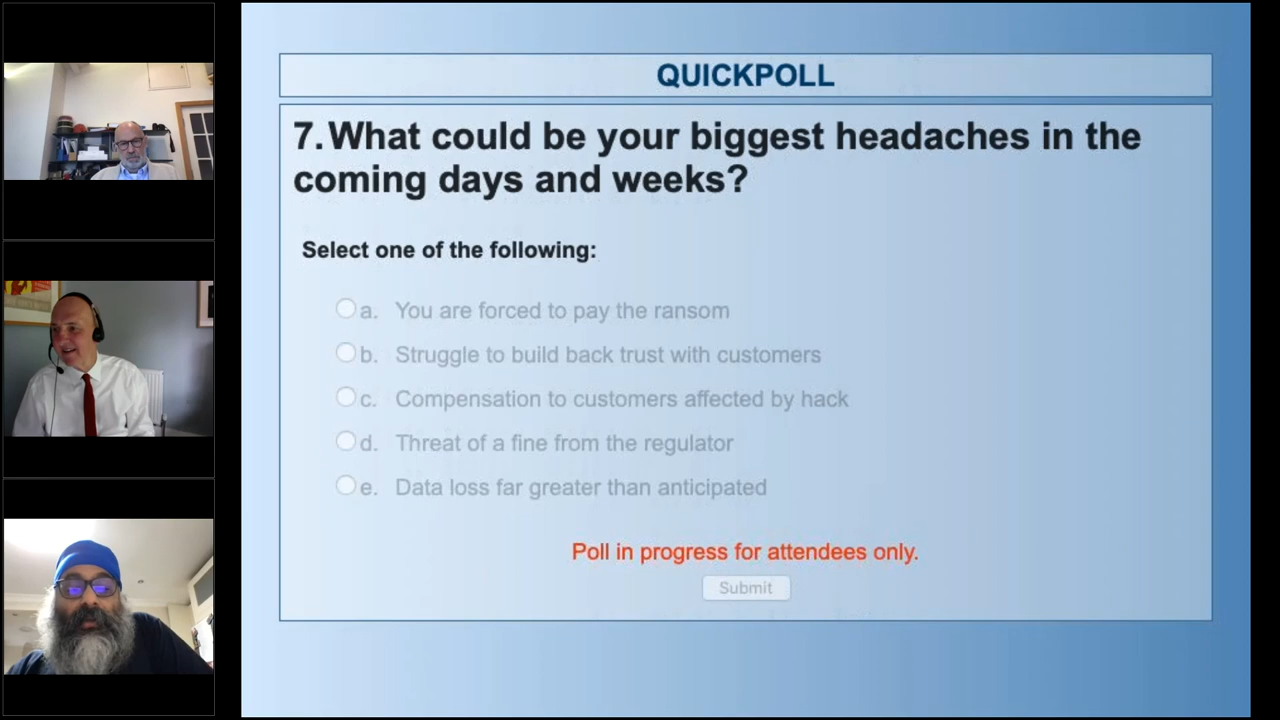 QUICKPOLL
7. What could be your biggest headaches in the
coming days and weeks?
Select one of the following:
a. You are forced to pay the ransom
b. Struggle to build back trust with customers
c. Compensation to customers affected by hack
d. Threat of a fine from the regulator
e. Data loss far greater than anticipated
Poll in progress for attendees only.
Submit